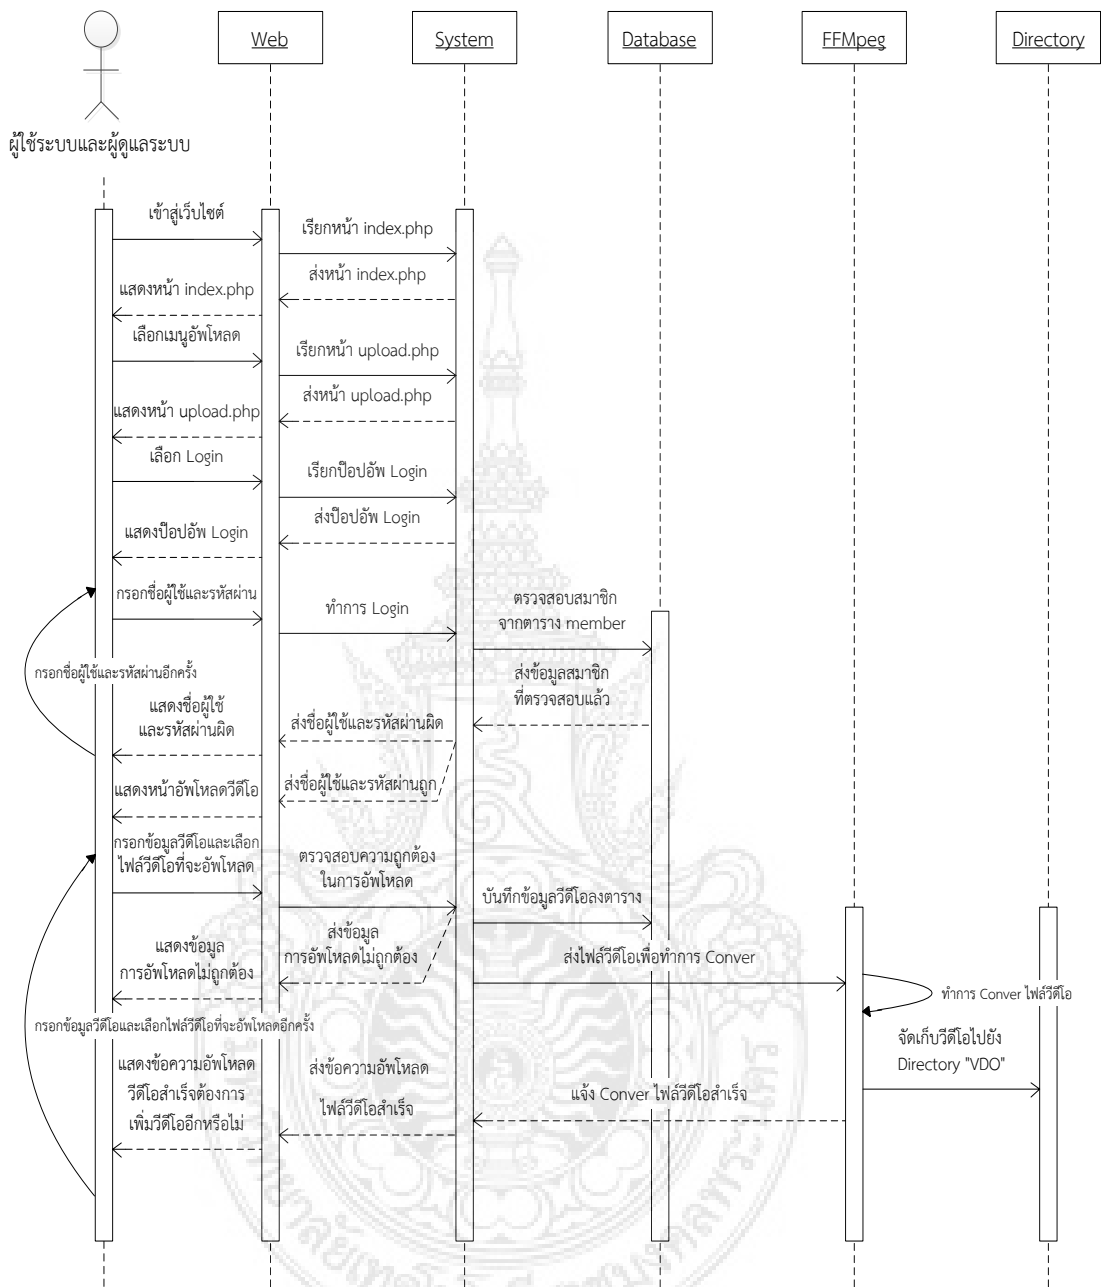 Web
System
Database
FFMpeg
Directory
ผู้ใช้ระบบและผู้ดูแลระบบ
เข้าสู่เว็บไซต์
เรียกหน้า index.php
ส่งหน้า index.php
แสดงหน้า index.php
เลือกเมนูอัพโหลด
เรียกหน้า upload.php
ส่งหน้า upload.php
แสดงหน้า upload.php
เลือก Login
เรียกป๊อปอัพ Login
ส่งป๊อปอัพ Login
แสดงป๊อปอัพ Login
กรอกชื่อผู้ใช้และรหัสผ่าน
ทำการ Login
ตรวจสอบสมาชิก
จากตาราง member
กรอกชื่อผู้ใช้และรหัสผ่านอีกครั้ง
ส่งข้อมูลสมาชิก
ที่ตรวจสอบแล้ว
แสดงชื่อผู้ใช้
และรหัสผ่านผิด
ส่งชื่อผู้ใช้และรหัสผ่านผิด
ส่งชื่อผู้ใช้และรหัสผ่านถูก
แสดงหน้าอัพโหลดวีดีโอ
กรอกข้อมูลวีดีโอและเลือก
ไฟล์วีดีโอที่จะอัพโหลด
ตรวจสอบความถูกต้อง
ในการอัพโหลด
บันทึกข้อมูลวีดีโอลงตาราง
ส่งข้อมูล
การอัพโหลดไม่ถูกต้อง
แสดงข้อมูล
การอัพโหลดไม่ถูกต้อง
ส่งไฟล์วีดีโอเพื่อทำการ Conver
ทำการ Conver ไฟล์วีดีโอ
กรอกข้อมูลวีดีโอและเลือกไฟล์วีดีโอที่จะอัพโหลดอีกครั้ง
จัดเก็บวีดีโอไปยัง
Directory "VDO"
แสดงข้อความอัพโหลด
วีดีโอสำเร็จต้องการ
เพิ่มวีดีโออีกหรือไม่
ส่งข้อความอัพโหลด
ไฟล์วีดีโอสำเร็จ
แจ้ง Conver ไฟล์วีดีโอสำเร็จ